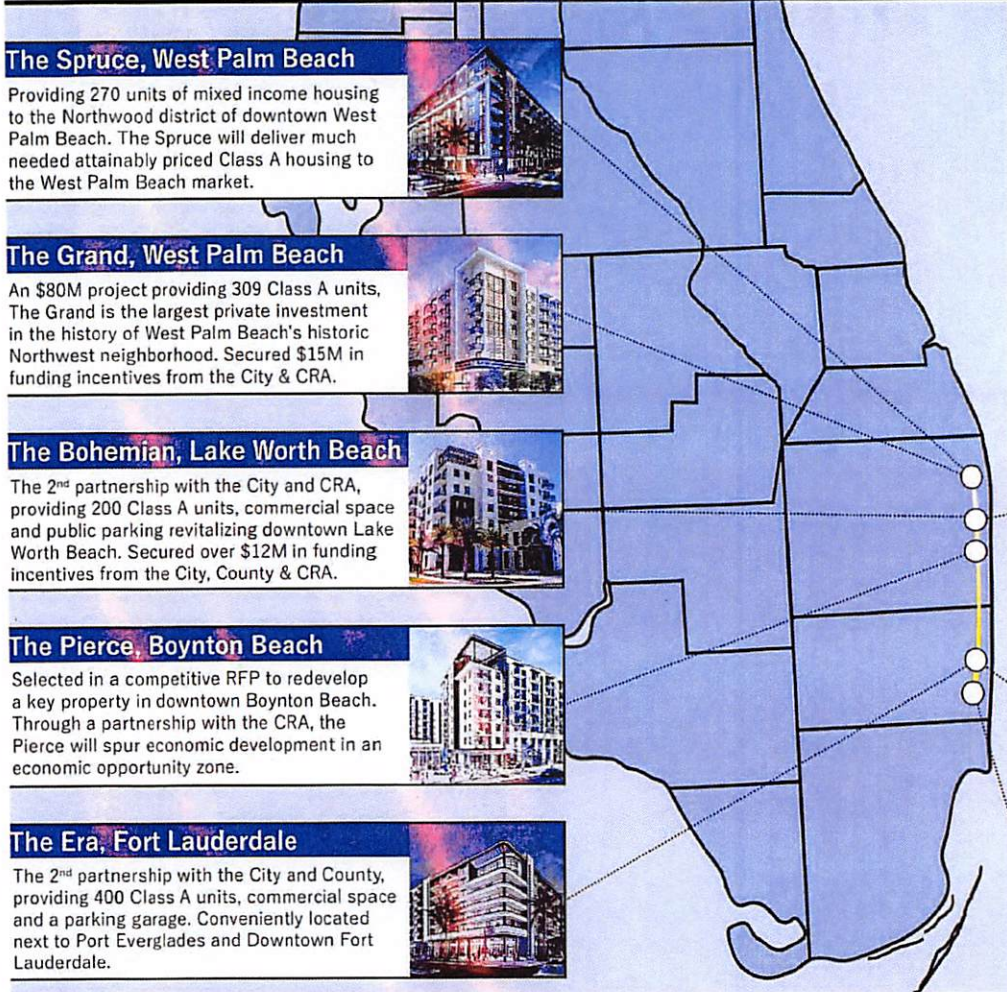 The Spruce, West Palm Beach
Providing 270 units of mixed income housing
to the Northwood district of downtown West
Palm Beach. The Spruce will deliver much
needed attainably priced Class A housing to
the West Palm Beach market.
The Grand, West Palm Beach
An $80M project providing 309 Class A units,
The Grand is the largest private investment
in the history of West Palm Beach's historic
Northwest neighborhood. Secured $15M in
funding incentives from the City & CRA.
The Bohemian, Lake Worth Beach
The 2nd partnership with the City and CRA,
providing 200 Class A units, commercial space
and public parking revitalizing downtown Lake
Worth Beach. Secured over $12M in funding
incentives from the City, County & CRA.
The Pierce, Boynton Beach
Selected in a competitive RFP to redevelop
a key property in downtown Boynton Beach.
Through a partnership with the CRA, the
Pierce will spur economic development in an
economic opportunity zone.
The Era, Fort Lauderdale
The 2nd partnership with the City and County,
providing 400 Class A units, commercial space
and a parking garage. Conveniently located
next to Port Everglades and Downtown Fort
Lauderdale.